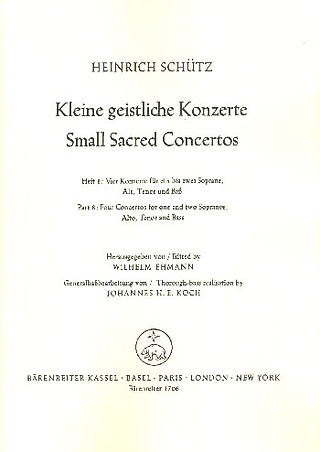 HEINRICH SCHÜTZ
Kleine geistliche Konzerte
Small Sacred Concertos
Heft 8: Vier Konzerte für ein bis zwei Soprane,
Alt, Tenor und Baß
Part 8: Four Concertos for one and two Sopranos,
Alto, Tenor and Bass
Herausgegeben von / Edited by
WILHELM EHMANN
Generalbaßbearbeitung von / Thorough-bass realization by
JOHANNES H. E. KOCH
BÄRENREITER KASSEL · BASEL · PARIS · LONDON · NEW YORK
Bärenreiter 1706